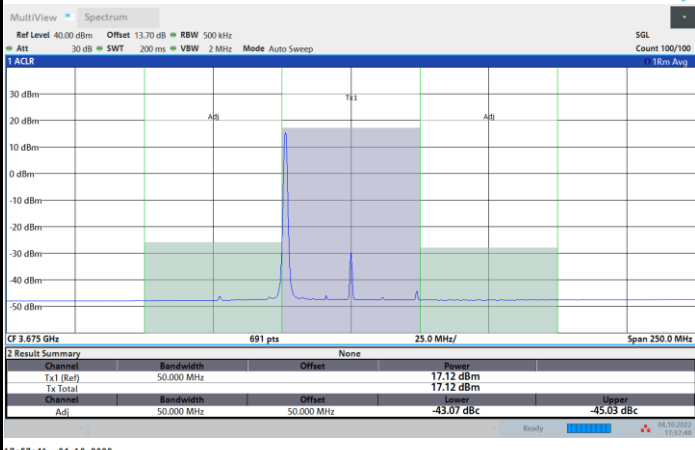 MultiView Spectrum
Ref Level 40.00 dBm Offset 13.70 dB RBW 500 kHz SGL
Att 30 dB SWT 200 ms VBW 2 MHz Mode Auto Sweep Count 100/100
1 ACLR 1Rm Avg
30 dBm
Tx1
20 dBm
Adj Adj
10 dBm
0 dBm
-10 dBm
-20 dBm
-30 dBm
-40 dBm
-50 dBm
CF 3.675 GHz 691 pts 25.0 MHz/ Span 250.0 MHz
2 Result Summary None
Channel Bandwidth Offset Power
Tx1 (Ref) 50.000 MHz 17.12 dBm
Tx Total 17.12 dBm
Channel Bandwidth Offset Lower Upper
Adj 50.000 MHz 50.000 MHz -43.07 dBc -45.03 dBc
Ready 04.10.2022
17:57:40